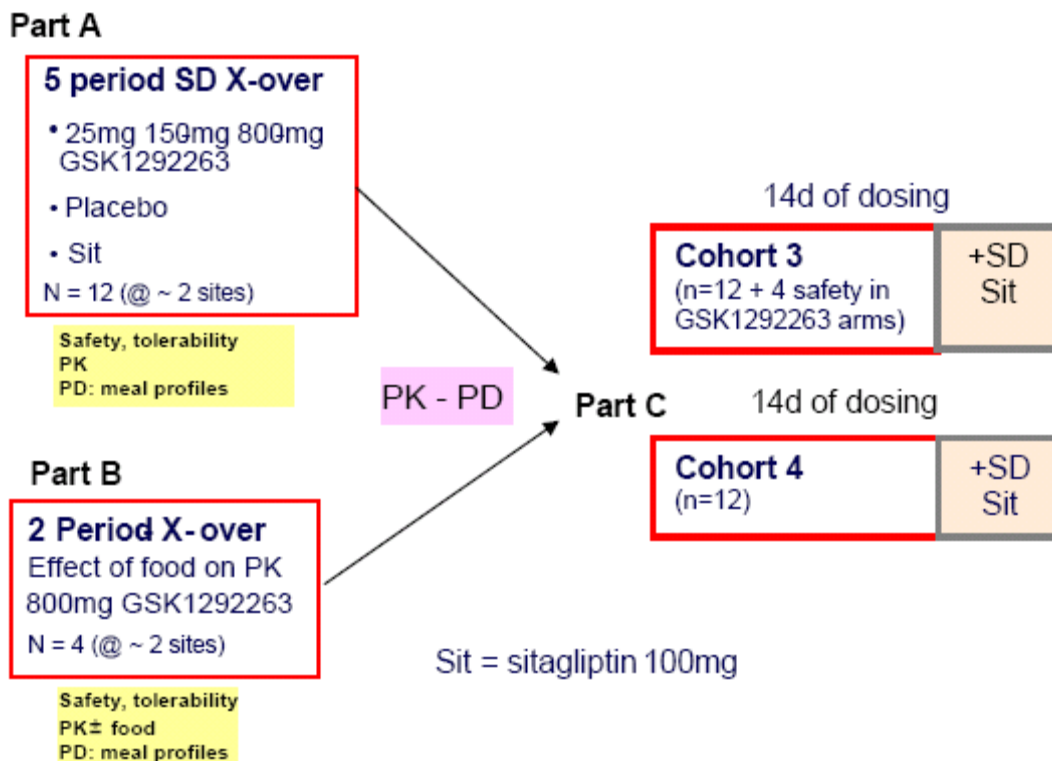 Part A
5 period SD X-over
• 25mg 150mg 800mg
GSK1292263
• Placebo
• Sit
N = 12 (@ ~ 2 sites)
Safety, tolerability
PK
PD: meal profiles
Part B
2 Period X-over
Effect of food on PK
800mg GSK1292263
N = 4 (@ ~ 2 sites)
Safety, tolerability
PK± food
PD: meal profiles
PK - PD
Part C
14d of dosing
Cohort 3
(n=12 + 4 safety in
GSK1292263 arms)
+SD
Sit
14d of dosing
Cohort 4
(n=12)
+SD
Sit
Sit = sitagliptin 100mg